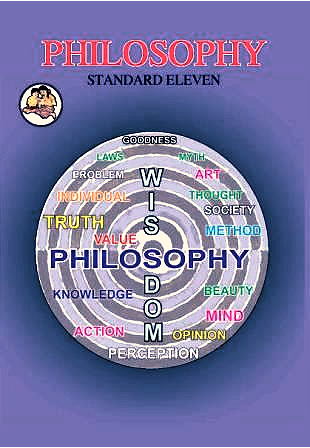 PHILOSOPHY
STANDARD ELEVEN
GOODNESS
LAWS MYTH
PROBLEM ART
WISDOM
INDIVIDUAL THOUGHT
SOCIETY
TRUTH METHOD
VALUE
PHILOSOPHY
KNOWLEDGE BEAUTY
MIND
ACTION OPINION
PERCEPTION